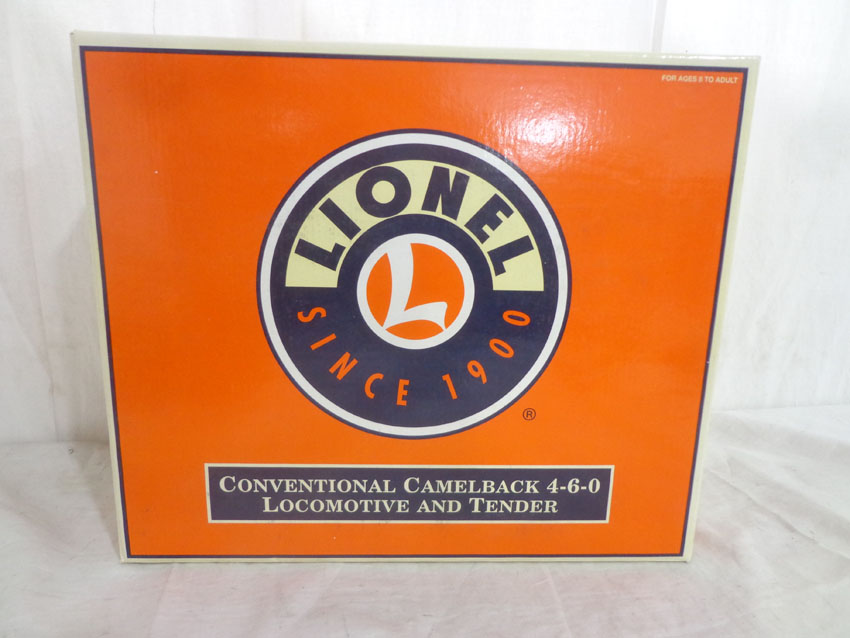 FOR AGES 8 TO ADULT
LIONEL
L
SINCE 1900
®
CONVENTIONAL CAMELBACK 4-6-0
LOCOMOTIVE AND TENDER